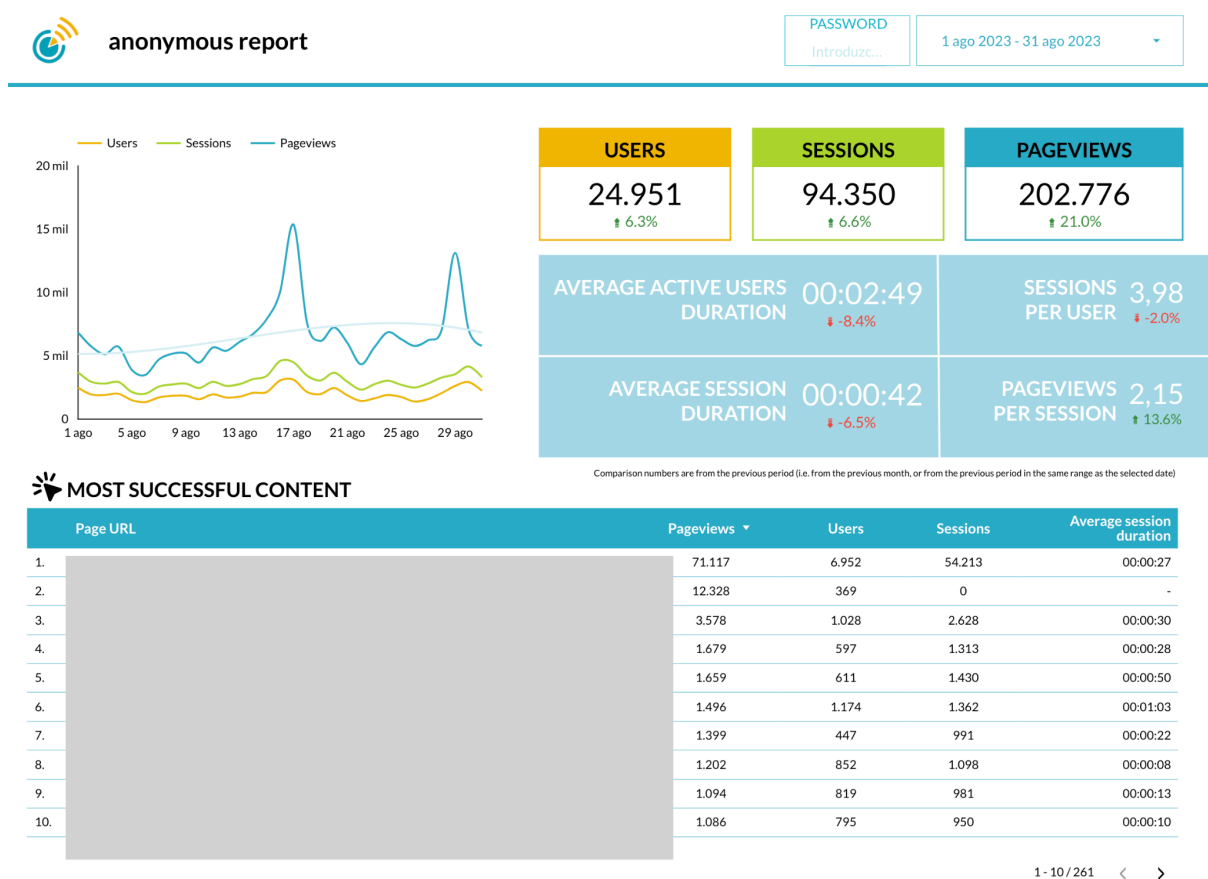 anonymous report
PASSWORD
Introduzc...
1 ago 2023 - 31 ago 2023
Users Sessions Pageviews
20 mil
15 mil
10 mil
5 mil
0
1 ago 5 ago 9 ago 13 ago 17 ago 21 ago 25 ago 29 ago
USERS
24.951
6.3%
SESSIONS
94.350
6.6%
PAGEVIEWS
202.776
21.0%
AVERAGE ACTIVE USERS
DURATION
00:02:49
-8.4%
SESSIONS
PER USER
3,98
-2.0%
AVERAGE SESSION
DURATION
00:00:42
-6.5%
PAGEVIEWS
PER SESSION
2,15
13.6%
Comparison numbers are from the previous period (i.e. from the previous month, or from the previous period in the same range as the selected date)
MOST SUCCESSFUL CONTENT
Page URL Pageviews Users Sessions Average session
duration
1. 71.117 6.952 54.213 00:00:27
2. 12.328 369 0 -
3. 3.578 1.028 2.628 00:00:30
4. 1.679 597 1.313 00:00:28
5. 1.659 611 1.430 00:00:50
6. 1.496 1.174 1.362 00:01:03
7. 1.399 447 991 00:00:22
8. 1.202 852 1.098 00:00:08
9. 1.094 819 981 00:00:13
10. 1.086 795 950 00:00:10
1 - 10 / 261